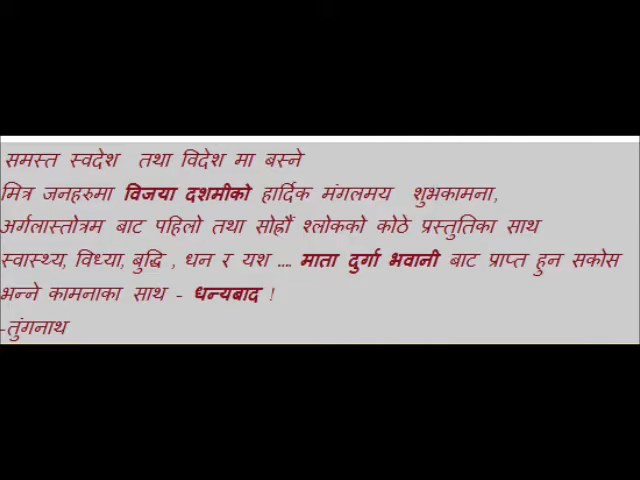 समस्त स्वदेश तथा विदेश मा बस्ने
मित्र जनहरुमा विजया दशमीको हार्दिक मंगलमय शुभकामना,
अर्गलास्तोत्रम बाट पहिलो तथा सोह्रौं श्लोकको कोठे प्रस्तुतिका साथ
स्वास्थ्य, विध्या, बुद्धि , धन र यश .... माता दुर्गा भवानी बाट प्राप्त हुन सकोस
भन्ने कामनाका साथ - धन्यबाद !
-तुंगनाथ